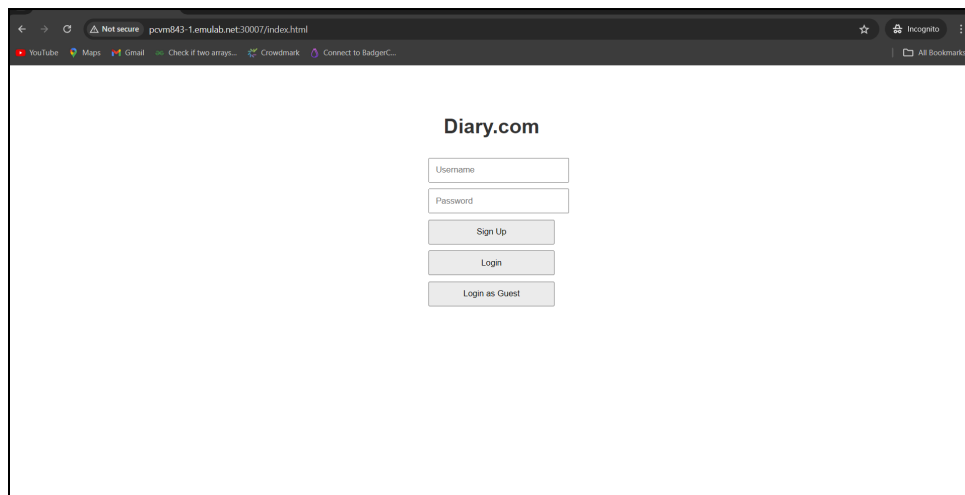 Not secure pcvm843-1.emulab.net:30007/index.html Incognito
YouTube Maps Gmail Check if two arrays... Crowdmark Connect to BadgerC... All Bookmarks
Diary.com
Username
Password
Sign Up
Login
Login as Guest